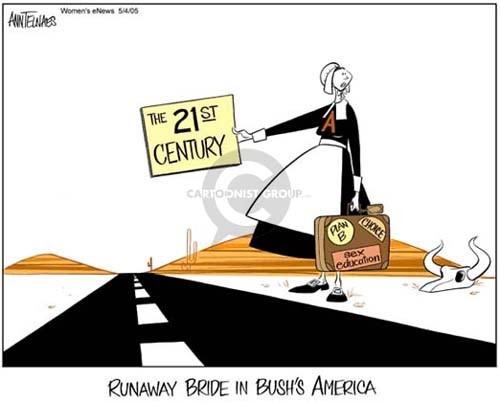 Women's eNews 5/4/05
ANN TELNAES
THE 21ST
CENTURY
A
CARTOONIST GROUP.COM
PLAN
B
CHOICE
sex
education
RUNAWAY BRIDE IN BUSH'S AMERICA